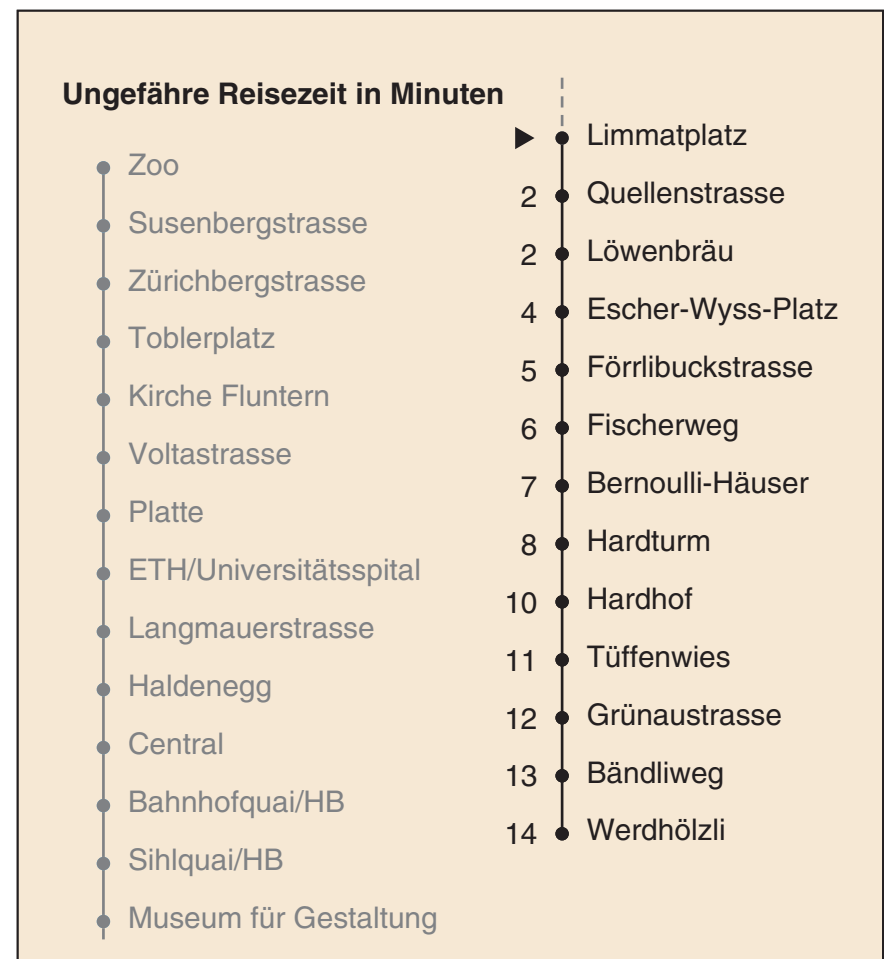 Ungefähre Reisezeit in Minuten
Zoo
Susenbergstrasse
Zürichbergstrasse
Toblerplatz
Kirche Fluntern
Voltastrasse
Platte
ETH/Universitätsspital
Langmauerstrasse
Haldenegg
Central
Bahnhofquai/HB
Sihlquai/HB
Museum für Gestaltung
Limmatplatz
2 Quellenstrasse
2 Löwenbräu
4 Escher-Wyss-Platz
5 Förrlibuckstrasse
6 Fischerweg
7 Bernoulli-Häuser
8 Hardturm
10 Hardhof
11 Tüffenwies
12 Grünaustrasse
13 Bändliweg
14 Werdhölzli